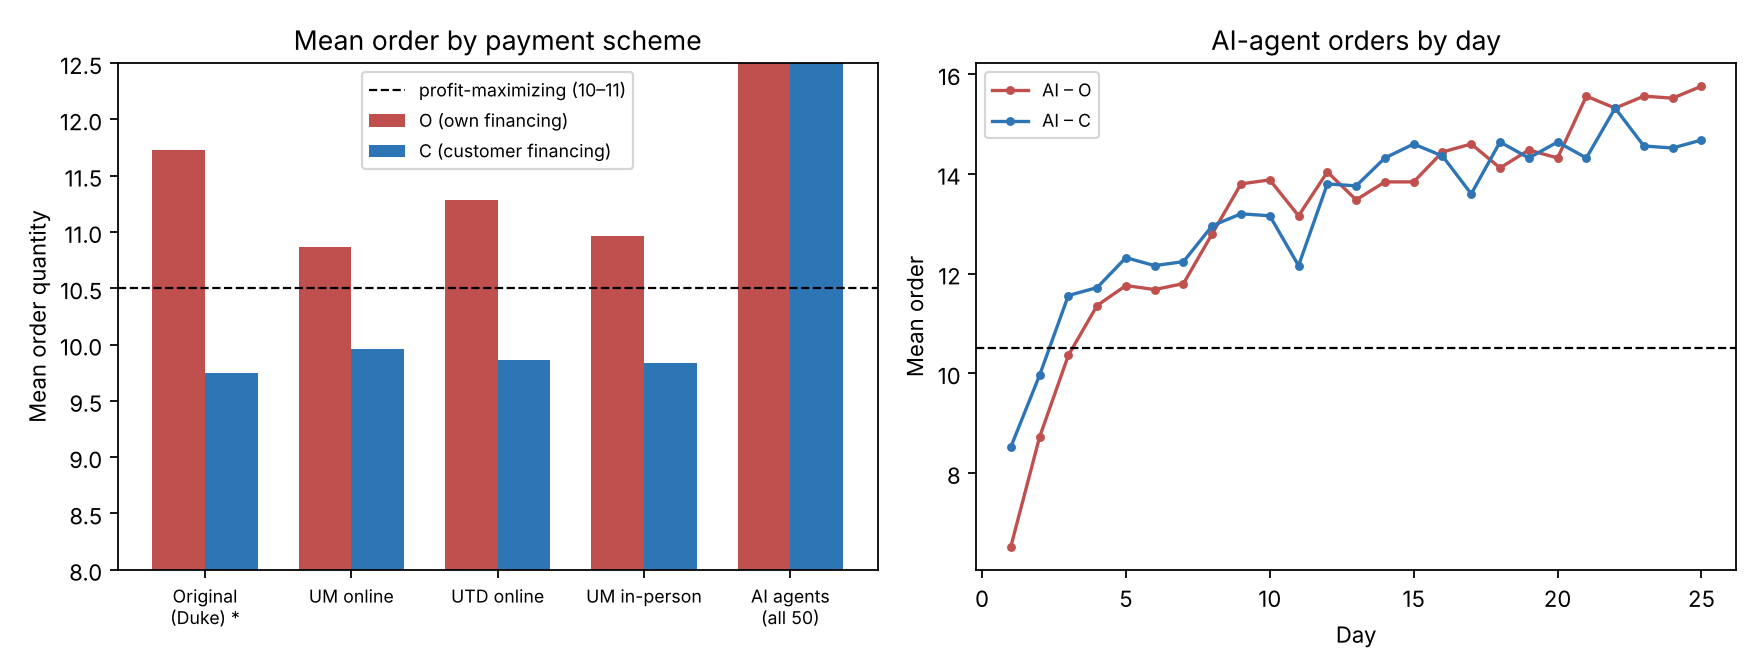 Mean order by payment scheme
Mean order quantity
12.5
12.0
11.5
11.0
10.5
10.0
9.5
9.0
8.5
8.0
profit-maximizing (10–11)
O (own financing)
C (customer financing)
Original
(Duke) *
UM online
UTD online
UM in-person
AI agents
(all 50)
AI-agent orders by day
Mean order
16
14
12
10
8
AI – O
AI – C
0 5 10 15 20 25
Day